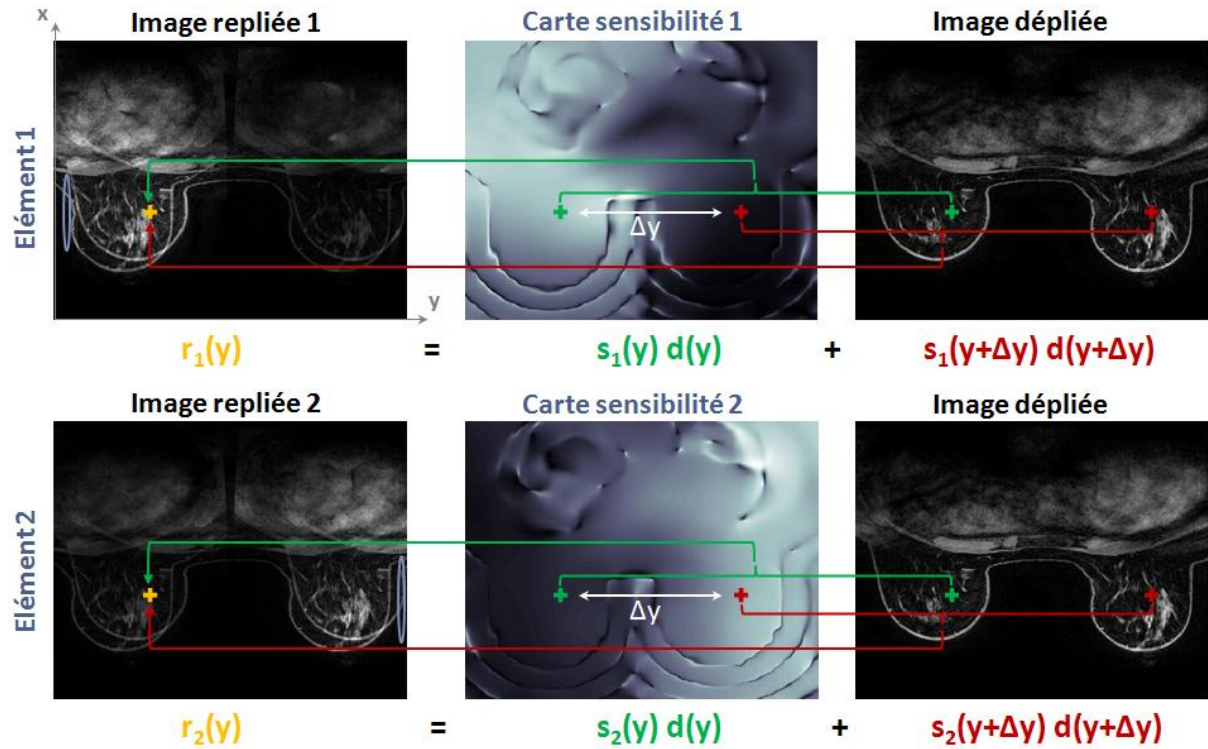 Image repliée 1
Carte sensibilité 1
Image dépliée
x
Elément 1
Δy
y
r₁(y) = s₁(y) d(y) + s₁(y+Δy) d(y+Δy)
Image repliée 2
Carte sensibilité 2
Image dépliée
Elément 2
Δy
r₂(y) = s₂(y) d(y) + s₂(y+Δy) d(y+Δy)